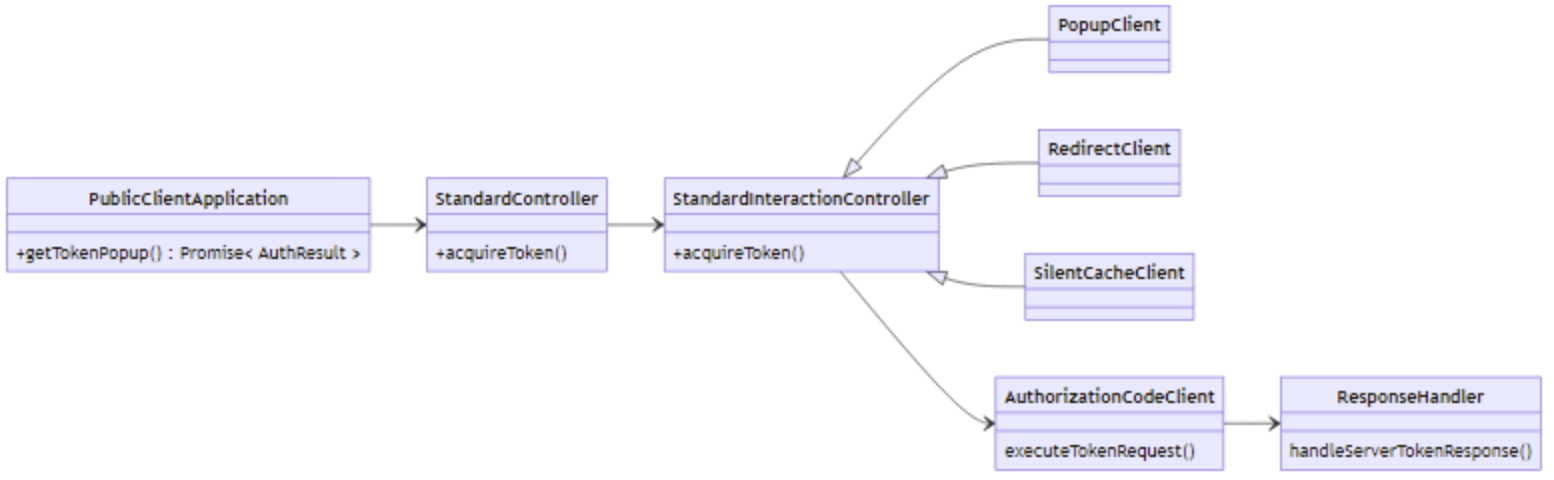 PopupClient
RedirectClient
PublicClientApplication
+getTokenPopup() : Promise< AuthResult >
StandardController
+acquireToken()
StandardInteractionController
+acquireToken()
SilentCacheClient
AuthorizationCodeClient
executeTokenRequest()
ResponseHandler
handleServerTokenResponse()